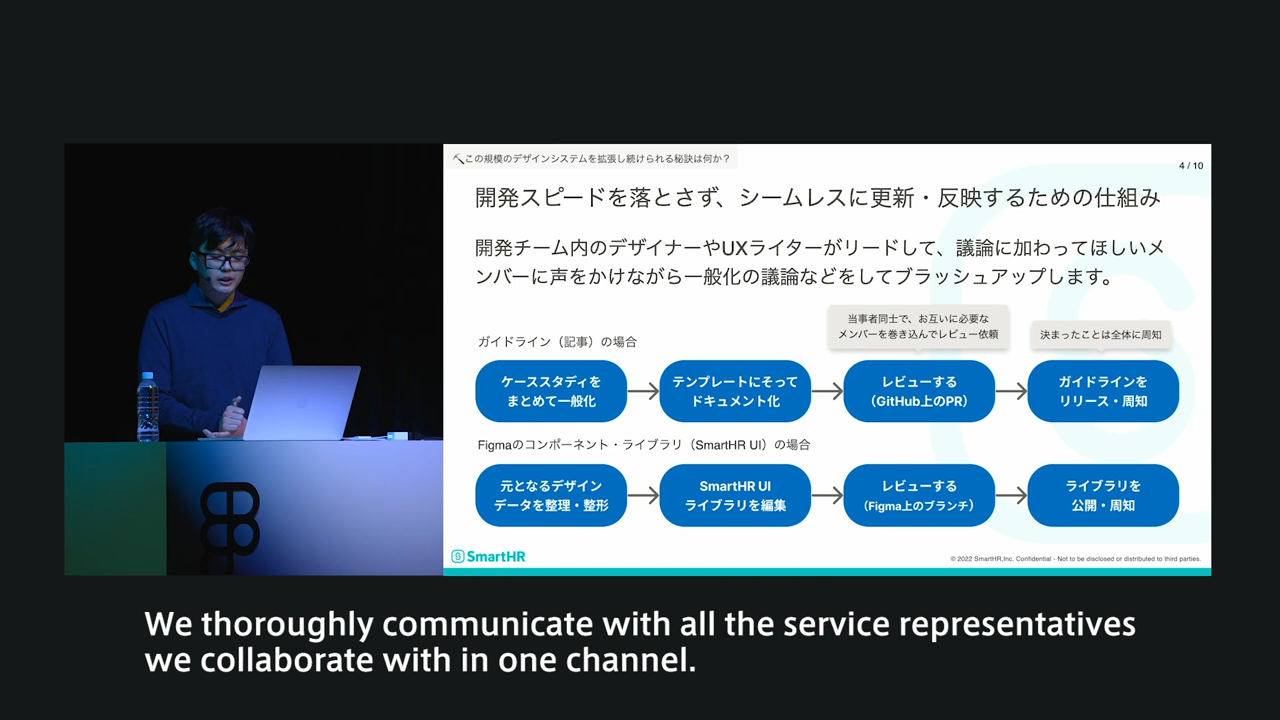 ⛏この規模のデザインシステムを拡張し続けられる秘訣は何か？
4 / 10
開発スピードを落とさず、シームレスに更新・反映するための仕組み
開発チーム内のデザイナーやUXライターがリードして、議論に加わってほしいメ
ンバーに声をかけながら一般化の議論などをしてブラッシュアップします。
当事者同士で、お互いに必要な
メンバーを巻き込んでレビュー依頼
決まったことは全体に周知
ガイドライン（記事）の場合
ケーススタディを
まとめて一般化
テンプレートにそって
ドキュメント化
レビューする
（GitHub上のPR）
ガイドラインを
リリース・周知
Figmaのコンポーネント・ライブラリ（SmartHR UI）の場合
元となるデザイン
データを整理・整形
SmartHR UI
ライブラリを編集
レビューする
（Figma上のブランチ）
ライブラリを
公開・周知
SmartHR
© 2022 SmartHR,Inc. Confidential - Not to be disclosed or distributed to third parties.
We thoroughly communicate with all the service representatives
we collaborate with in one channel.